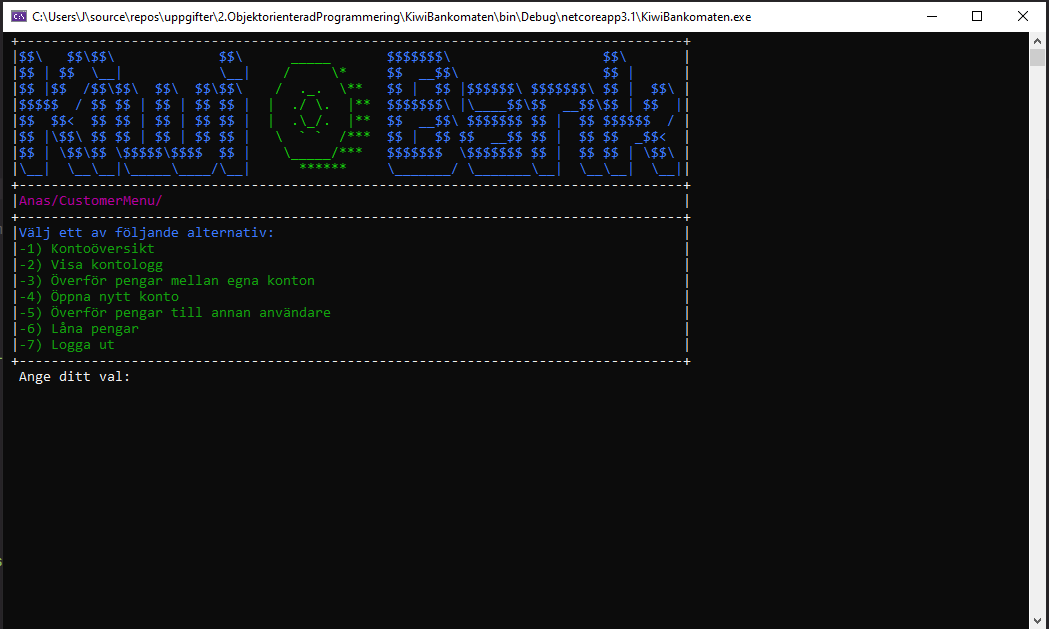 C:\Users\J\source\repos\uppgifter\2.ObjektorienteradProgrammering\KiwiBankomaten\bin\Debug\netcoreapp3.1\KiwiBankomaten.exe
Kiwi Bank
Anas/CustomerMenu/
Välj ett av följande alternativ:
-1) Kontoöversikt
-2) Visa kontologg
-3) Överför pengar mellan egna konton
-4) Öppna nytt konto
-5) Överför pengar till annan användare
-6) Låna pengar
-7) Logga ut
Ange ditt val: